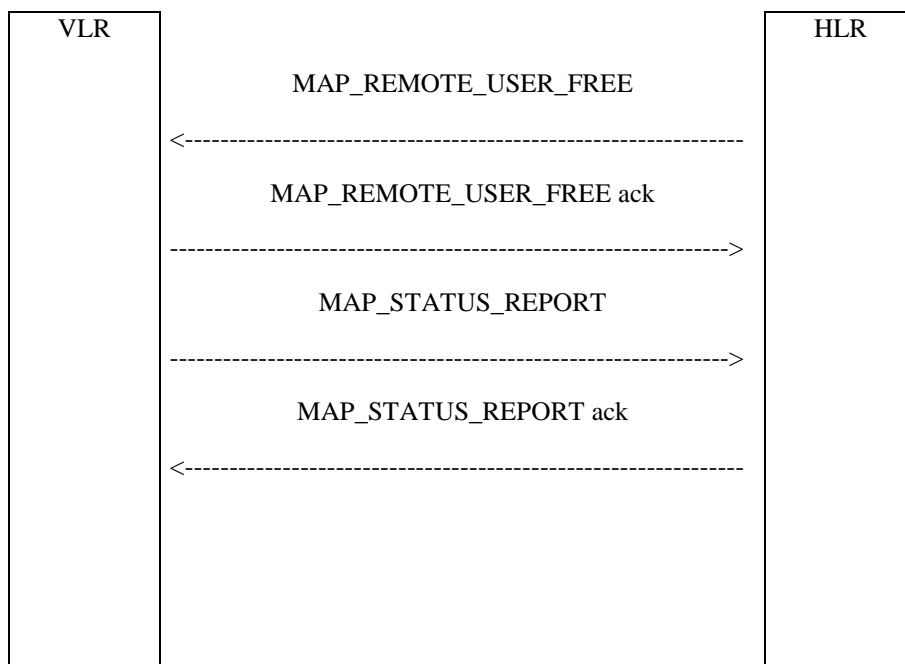 VLR HLR
MAP_REMOTE_USER_FREE
MAP_REMOTE_USER_FREE ack
MAP_STATUS_REPORT
MAP_STATUS_REPORT ack